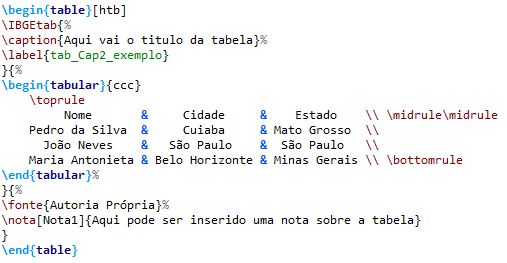 \begin{table}[htb]
\IBGEtab{%
\caption{Aqui vai o titulo da tabela}%
\label{tab_Cap2_exemplo}
}{%
\begin{tabular}{ccc}
\toprule
Nome & Cidade & Estado \\ \midrule\midrule
Pedro da Silva & Cuiaba & Mato Grosso \\
João Neves & São Paulo & São Paulo \\
Maria Antonieta & Belo Horizonte & Minas Gerais \\ \bottomrule
\end{tabular}%
}{%
\fonte{Autoria Própria}%
\nota[Nota1]{Aqui pode ser inserido uma nota sobre a tabela}
}
\end{table}